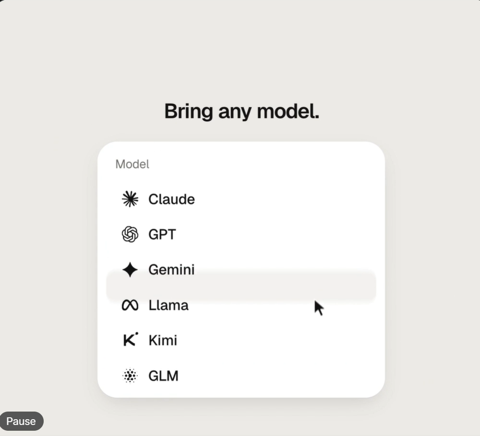 Bring any model.
Model
Claude
GPT
Gemini
Llama
Kimi
GLM
Pause